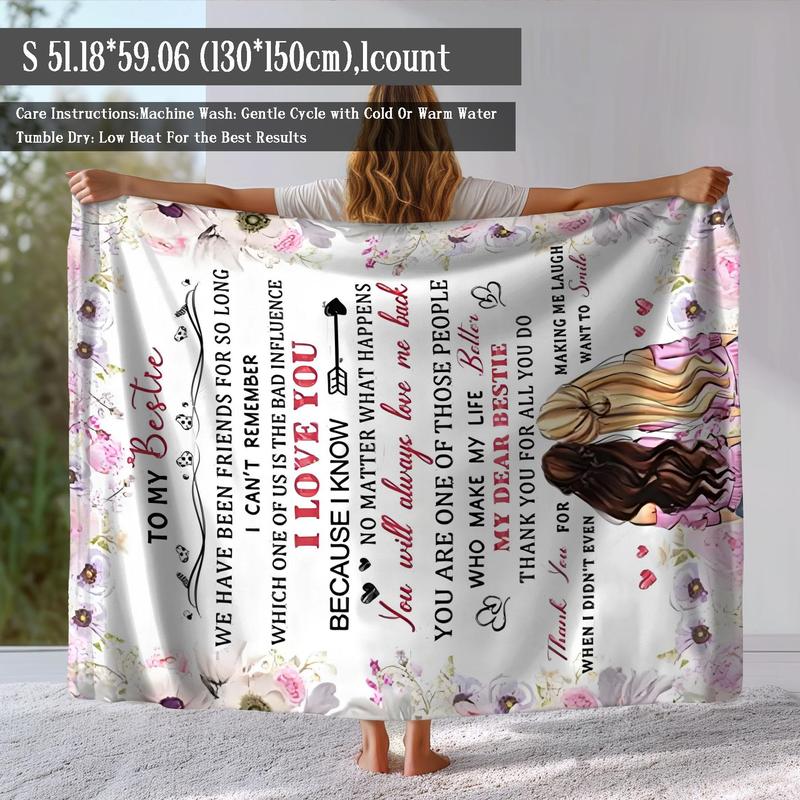 S 51.18*59.06 (130*150cm),1count
Care Instructions:Machine Wash: Gentle Cycle with Cold Or Warm Water
Tumble Dry: Low Heat For the Best Results
TO MY Bestie
WE HAVE BEEN FRIENDS FOR SO LONG
I CAN'T REMEMBER
WHICH ONE OF US IS THE BAD INFLUENCE
I LOVE YOU
BECAUSE I KNOW
NO MATTER WHAT HAPPENS
You will always love me back
YOU ARE ONE OF THOSE PEOPLE
WHO MAKE MY LIFE Better
MY DEAR BESTIE
THANK YOU FOR ALL YOU DO
Thank You FOR MAKING ME LAUGH
WHEN I DIDN'T EVEN WANT TO Smile